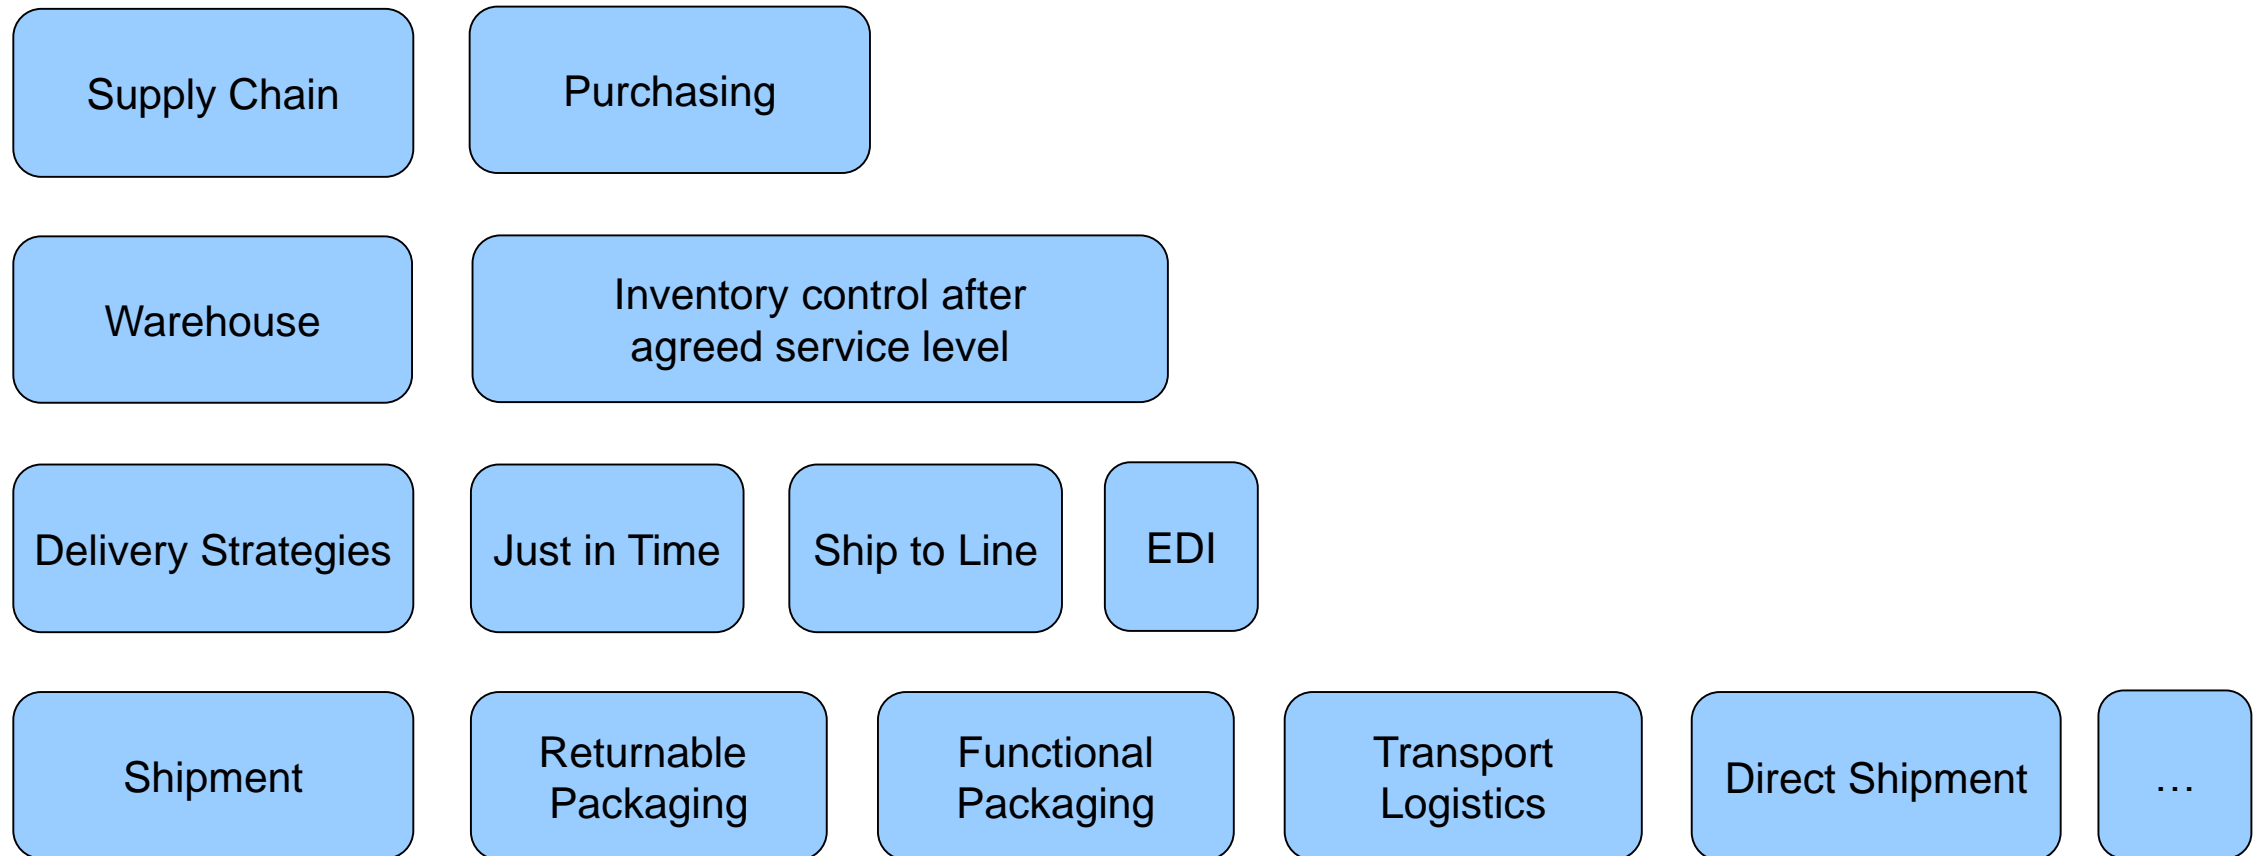 Supply Chain
Purchasing
Warehouse
Inventory control after
agreed service level
Delivery Strategies
Just in Time
Ship to Line
EDI
Shipment
Returnable
Packaging
Functional
Packaging
Transport
Logistics
Direct Shipment
…